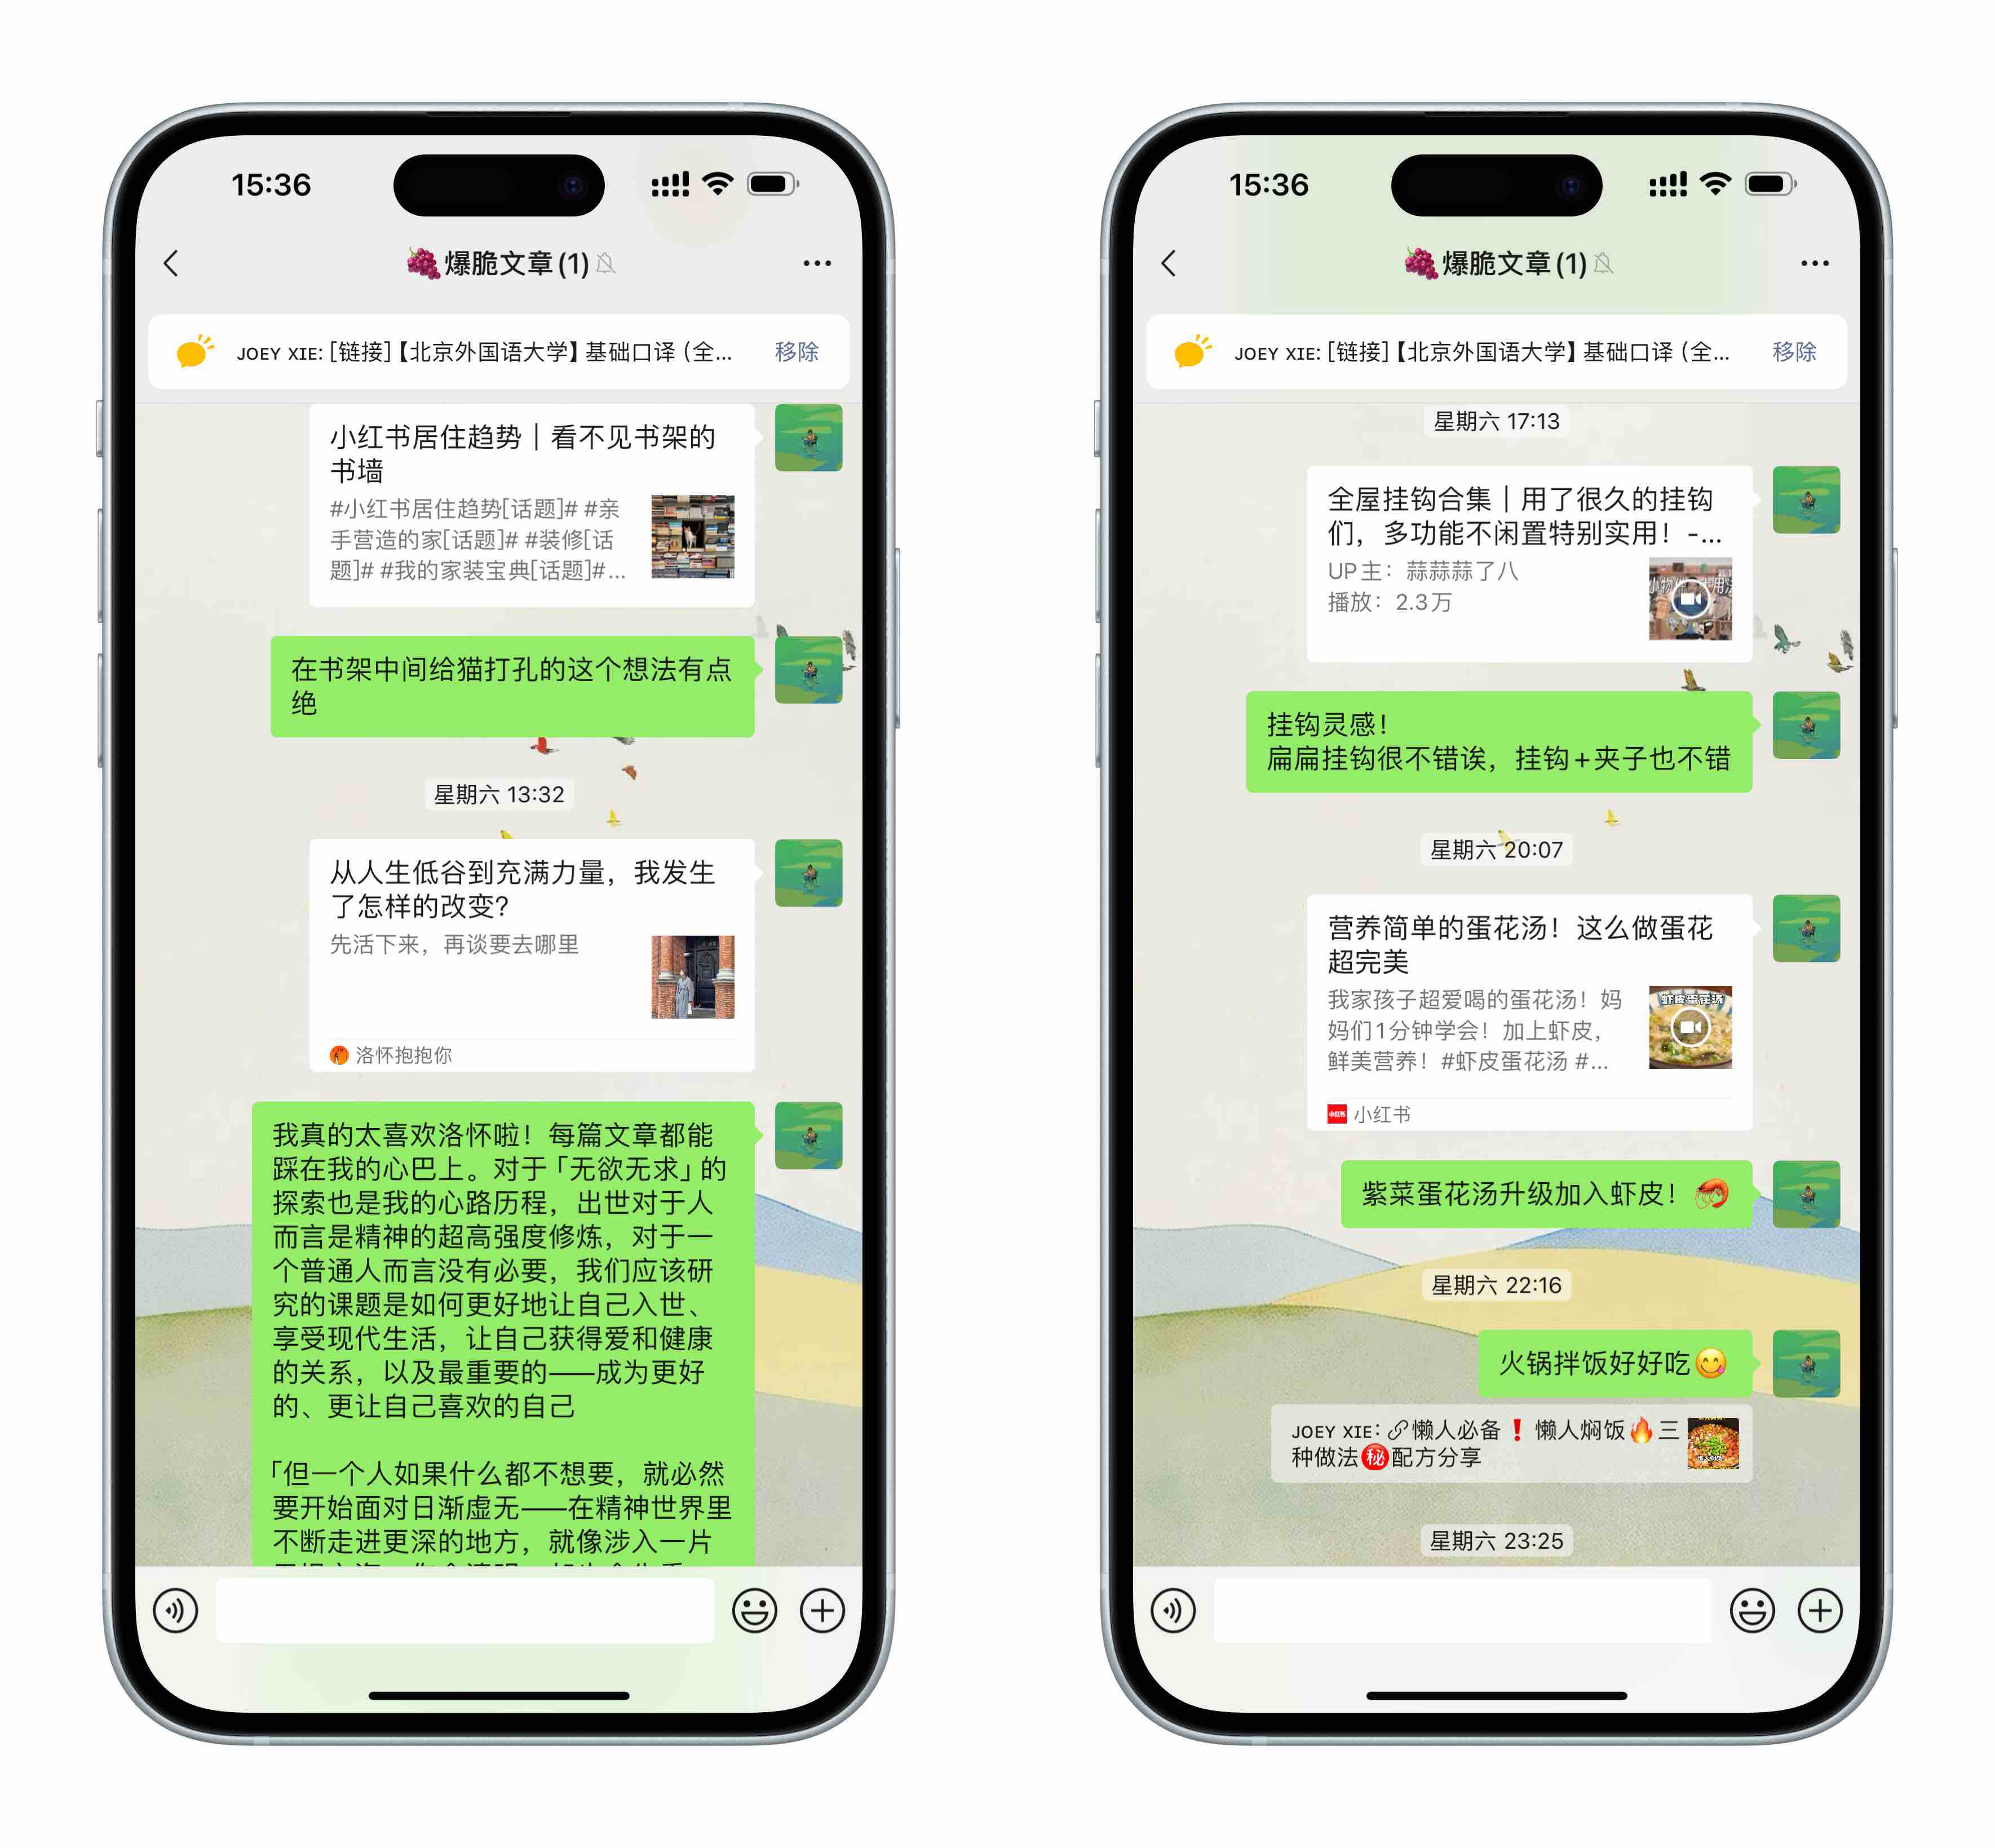 15:36
🍇爆脆文章(1)
JOEY XIE: [链接]【北京外国语大学】基础口译（全...
移除
小红书居住趋势｜看不见书架的
书墙
#小红书居住趋势[话题]# #亲
手营造的家[话题]# #装修[话
题]# #我的家装宝典[话题]#...
在书架中间给猫打孔的这个想法有点
绝
星期六 13:32
从人生低谷到充满力量，我发生
了怎样的改变？
先活下来，再谈要去哪里
洛怀抱抱你
我真的太喜欢洛怀啦！每篇文章都能
踩在我的心巴上。对于「无欲无求」的
探索也是我的心路历程，出世对于人
而言是精神的超高强度修炼，对于一
个普通人而言没有必要，我们应该研
究的课题是如何更好地让自己入世、
享受现代生活，让自己获得爱和健康
的关系，以及最重要的——成为更好
的、更让自己喜欢的自己
「但一个人如果什么都不想要，就必然
要开始面对日渐虚无——在精神世界里
不断走进更深的地方，就像涉入一片
15:36
🍇爆脆文章(1)
JOEY XIE: [链接]【北京外国语大学】基础口译（全...
移除
星期六 17:13
全屋挂钩合集｜用了很久的挂钩
们，多功能不闲置特别实用！-...
UP主：蒜蒜蒜了八
播放：2.3万
挂钩灵感！
扁扁挂钩很不错诶，挂钩+夹子也不错
星期六 20:07
营养简单的蛋花汤！这么做蛋花
超完美
我家孩子超爱喝的蛋花汤！妈
妈们1分钟学会！加上虾皮，
鲜美营养！#虾皮蛋花汤 #...
虾皮蛋花汤
小红书
小红书
紫菜蛋花汤升级加入虾皮！🦐
星期六 22:16
火锅拌饭好好吃😋
JOEY XIE: 🔗懒人必备❗懒人焖饭🔥三
种做法㊙️配方分享
星期六 23:25